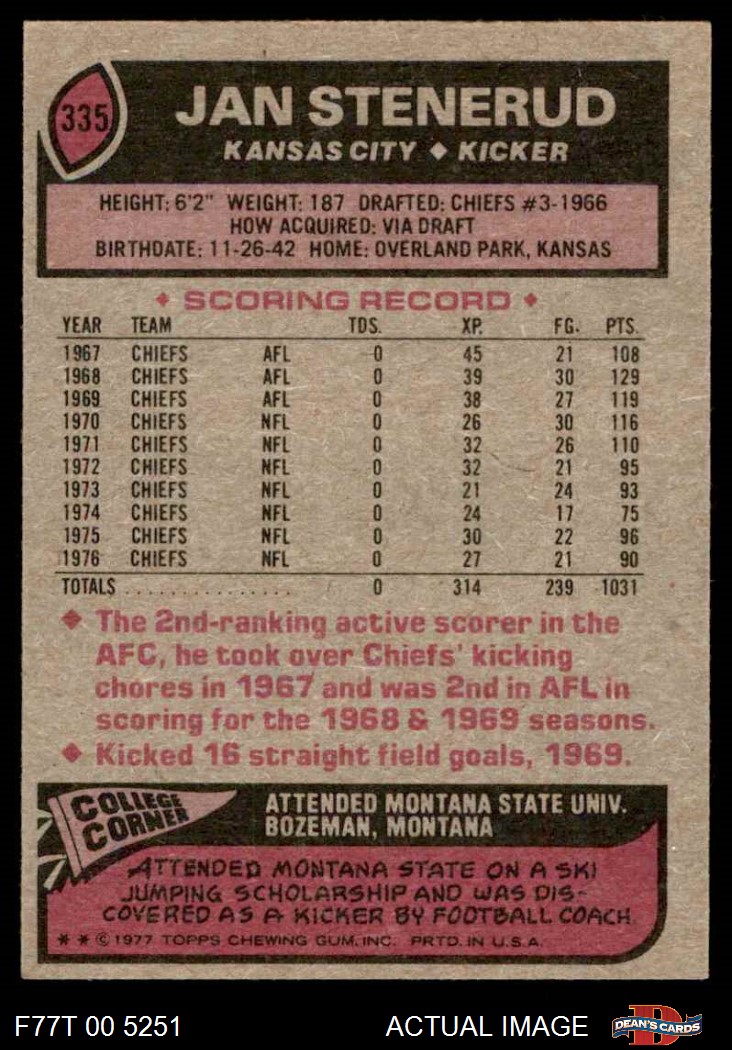 335
JAN STENERUD
KANSAS CITY ◆ KICKER
HEIGHT: 6'2" WEIGHT: 187 DRAFTED: CHIEFS #3-1966
HOW ACQUIRED: VIA DRAFT
BIRTHDATE: 11-26-42 HOME: OVERLAND PARK, KANSAS
◆ SCORING RECORD ◆
YEAR TEAM TDS. XP. FG. PTS.
1967 CHIEFS AFL 0 45 21 108
1968 CHIEFS AFL 0 39 30 129
1969 CHIEFS AFL 0 38 27 119
1970 CHIEFS NFL 0 26 30 116
1971 CHIEFS NFL 0 32 26 110
1972 CHIEFS NFL 0 32 21 95
1973 CHIEFS NFL 0 21 24 93
1974 CHIEFS NFL 0 24 17 75
1975 CHIEFS NFL 0 30 22 96
1976 CHIEFS NFL 0 27 21 90
TOTALS ............... 0 314 239 1031
◆ The 2nd-ranking active scorer in the
AFC, he took over Chiefs' kicking
chores in 1967 and was 2nd in AFL in
scoring for the 1968 & 1969 seasons.
◆ Kicked 16 straight field goals, 1969.
COLLEGE
CORNER
ATTENDED MONTANA STATE UNIV.
BOZEMAN, MONTANA
ATTENDED MONTANA STATE ON A SKI
JUMPING SCHOLARSHIP AND WAS DIS-
COVERED AS A KICKER BY FOOTBALL COACH.
* * © 1977 TOPPS CHEWING GUM, INC. PRTD. IN U.S.A.
F77T 00 5251
ACTUAL IMAGE
D
DEAN'S CARDS